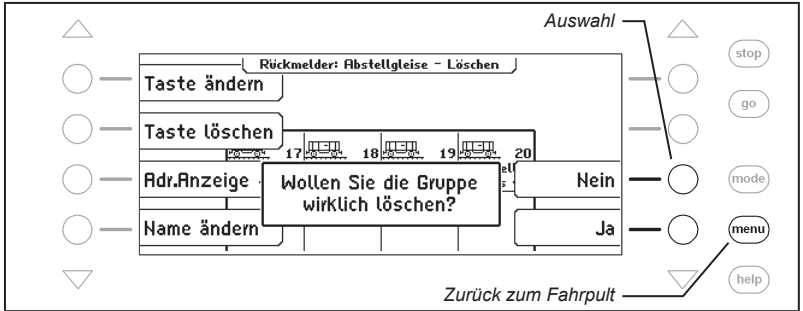 Auswahl
stop
Rückmelder: Abstellgleise - Löschen
Taste ändern
go
Taste löschen
17 18 19 20
Adr.Anzeige
Wollen Sie die Gruppe
wirklich löschen?
Nein
mode
Name ändern
Ja
menu
help
Zurück zum Fahrpult